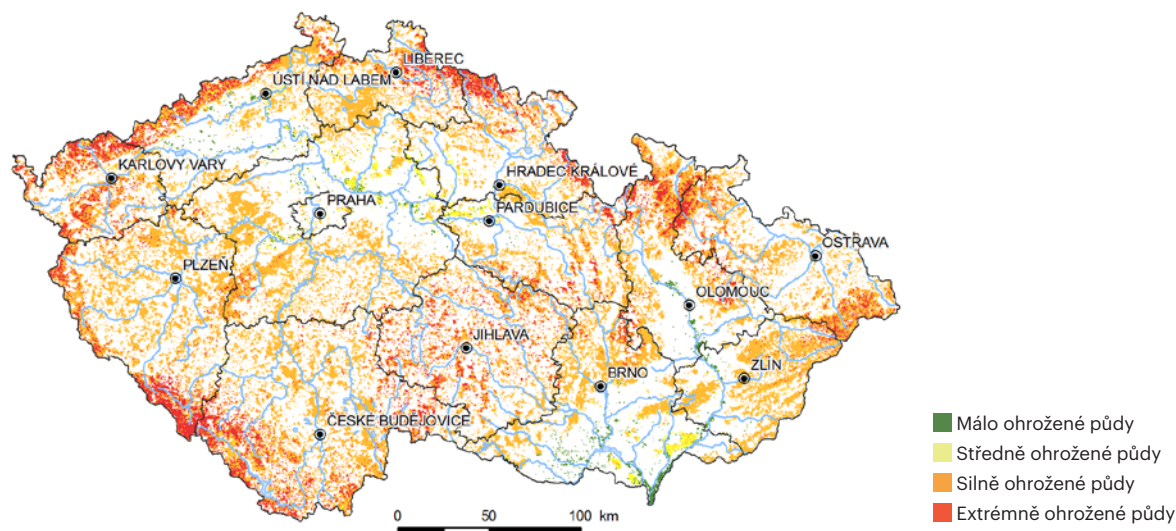 LIBEREC
ÚSTÍ NAD LABEM
KARLOVY VARY
HRADEC KRÁLOVÉ
PRAHA
PARDUBICE
OSTRAVA
PLZEŇ
OLOMOUC
JIHLAVA
BRNO
ZLÍN
ČESKÉ BUDĚJOVICE
Málo ohrožené půdy
Středně ohrožené půdy
Silně ohrožené půdy
Extrémně ohrožené půdy
0 50 100 km